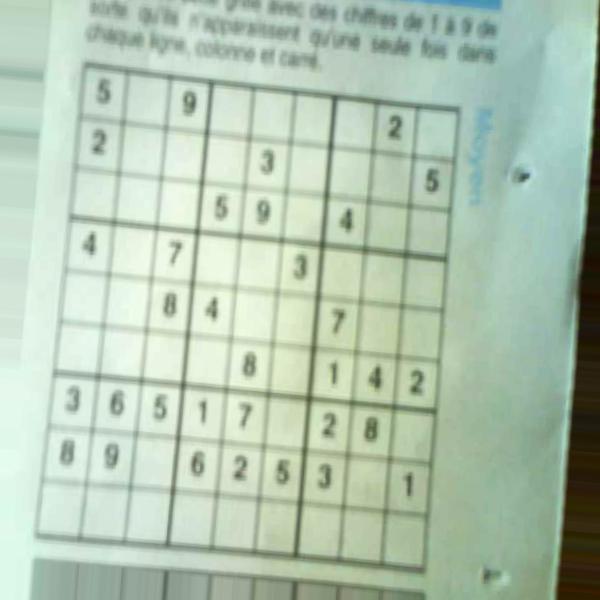 grille avec des chiffres de 1 à 9 de
sorte qu'ils n'apparaissent qu'une seule fois dans
chaque ligne, colonne et carré.
Moyen
5 9 2
2 3 5
5 9 4
4 7 3
8 4 7
8 1 4 2
3 6 5 1 7 2 8
8 9 6 2 5 3 1